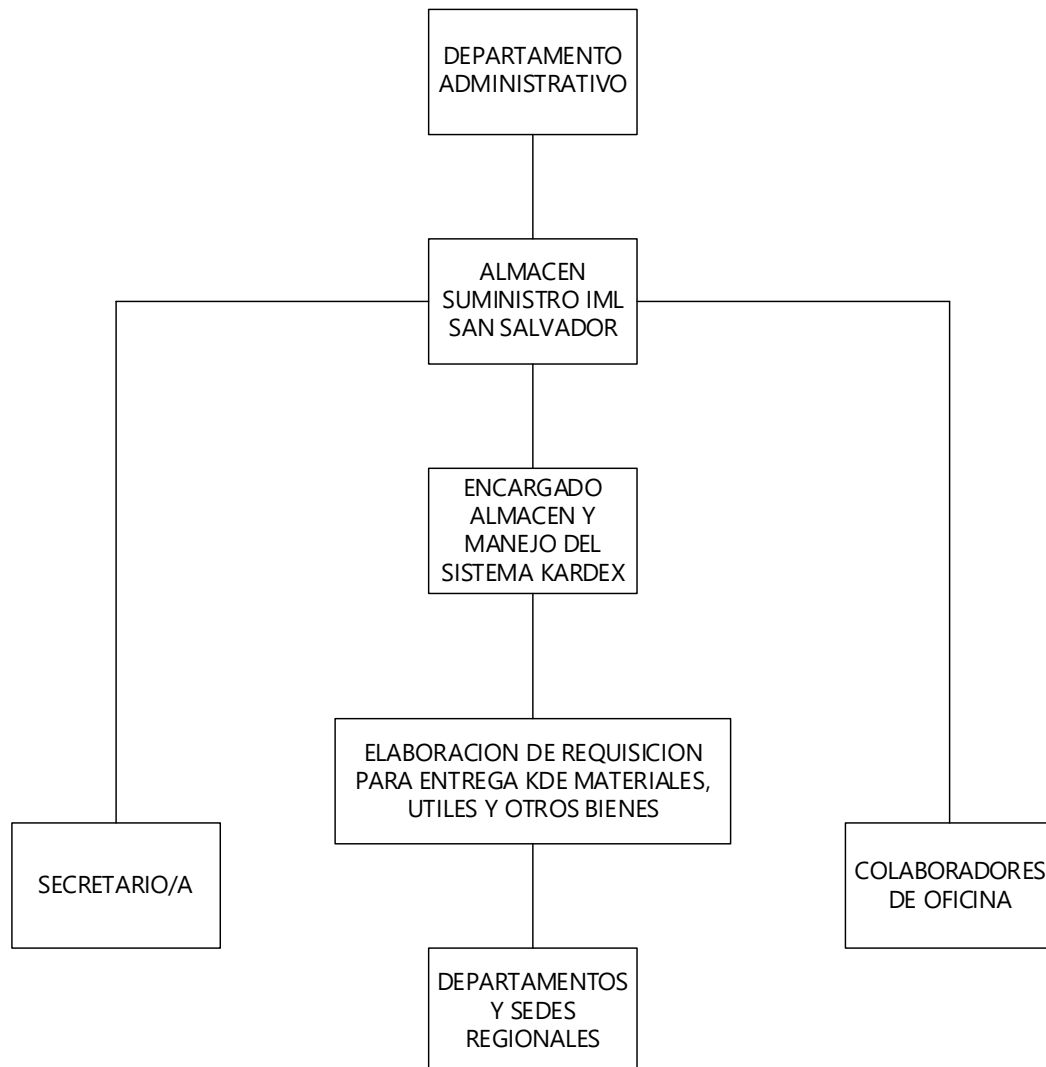 DEPARTAMENTO
ADMINISTRATIVO
ALMACEN
SUMINISTRO IML
SAN SALVADOR
ENCARGADO
ALMACEN Y
MANEJO DEL
SISTEMA KARDEX
ELABORACION DE REQUISICION
PARA ENTREGA KDE MATERIALES,
UTILES Y OTROS BIENES
SECRETARIO/A
COLABORADORES
DE OFICINA
DEPARTAMENTOS
Y SEDES
REGIONALES